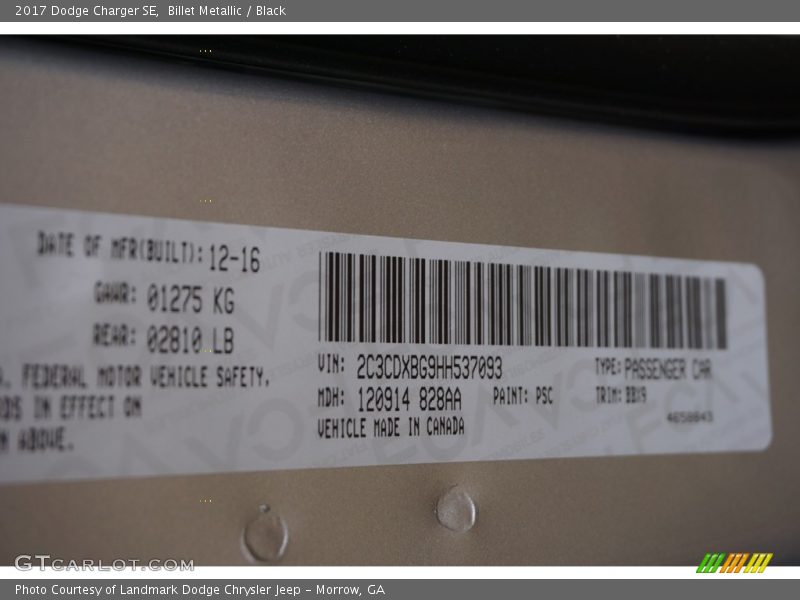 2017 Dodge Charger SE,  Billet Metallic / Black
DATE OF MFR(BUILT): 12-16
GAWR: 01275 KG
REAR: 02810 LB
FEDERAL MOTOR VEHICLE SAFETY.
IN EFFECT ON
ABOVE.
VIN: 2C3CDXBG9HH537093
TYPE: PASSENGER CAR
MDH: 120914 828AA
PAINT: PSC
TRIM: BBX9
VEHICLE MADE IN CANADA
4658843
GTCARLOT.COM
Photo Courtesy of Landmark Dodge Chrysler Jeep – Morrow, GA